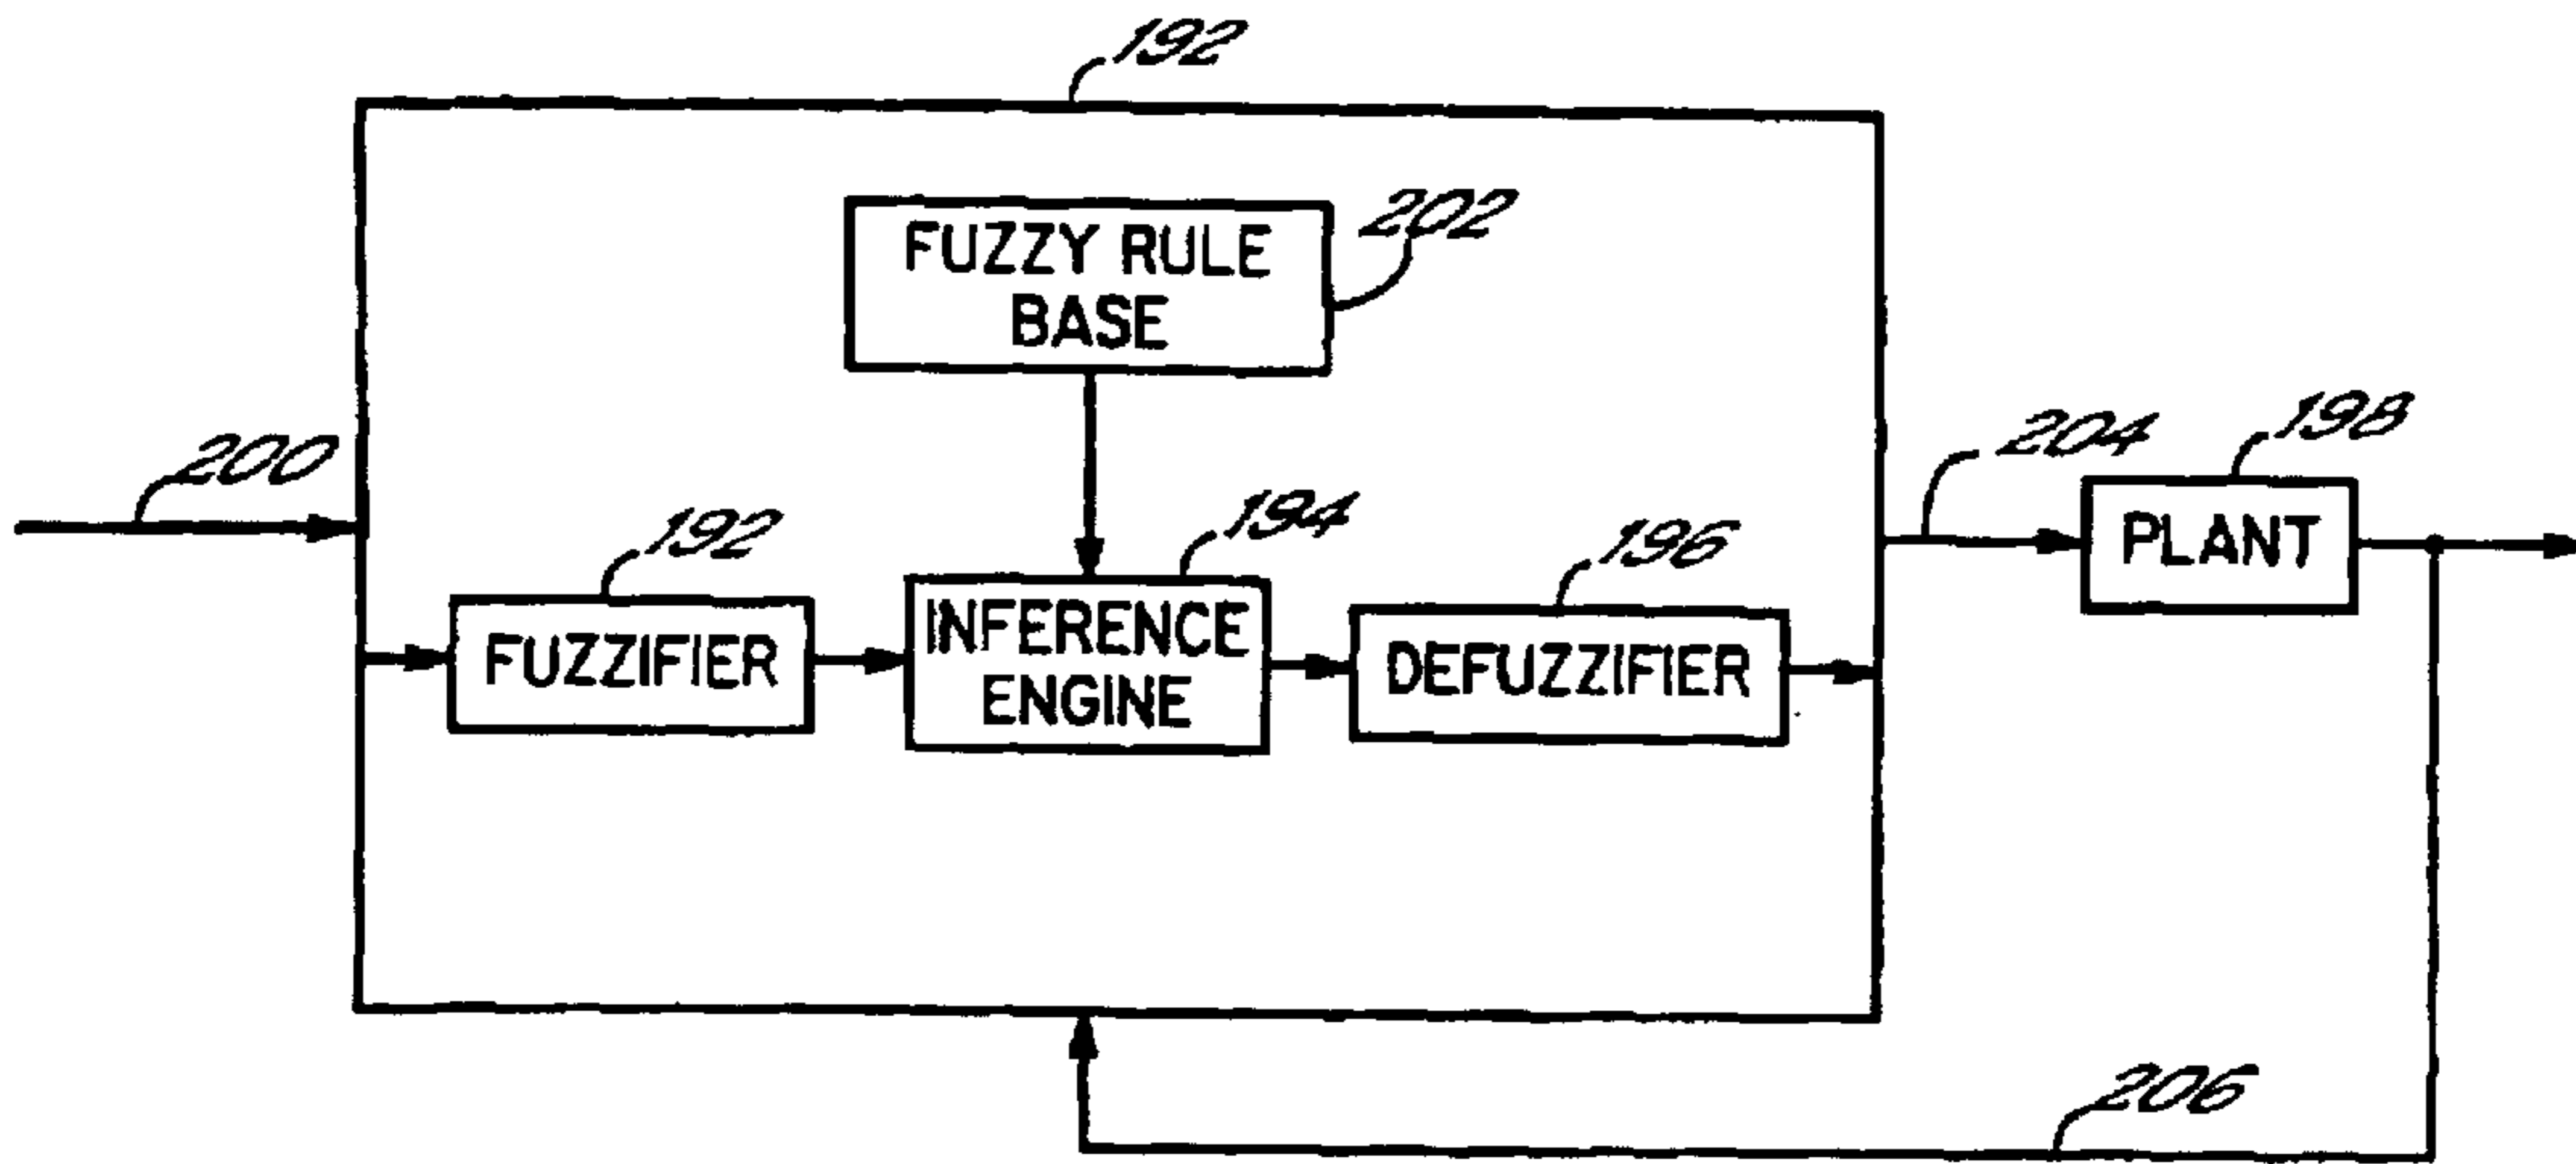 192
FUZZY RULE
BASE
202
200
204
198
192
194
196
PLANT
FUZZIFIER
INFERENCE
ENGINE
DEFUZZIFIER
206